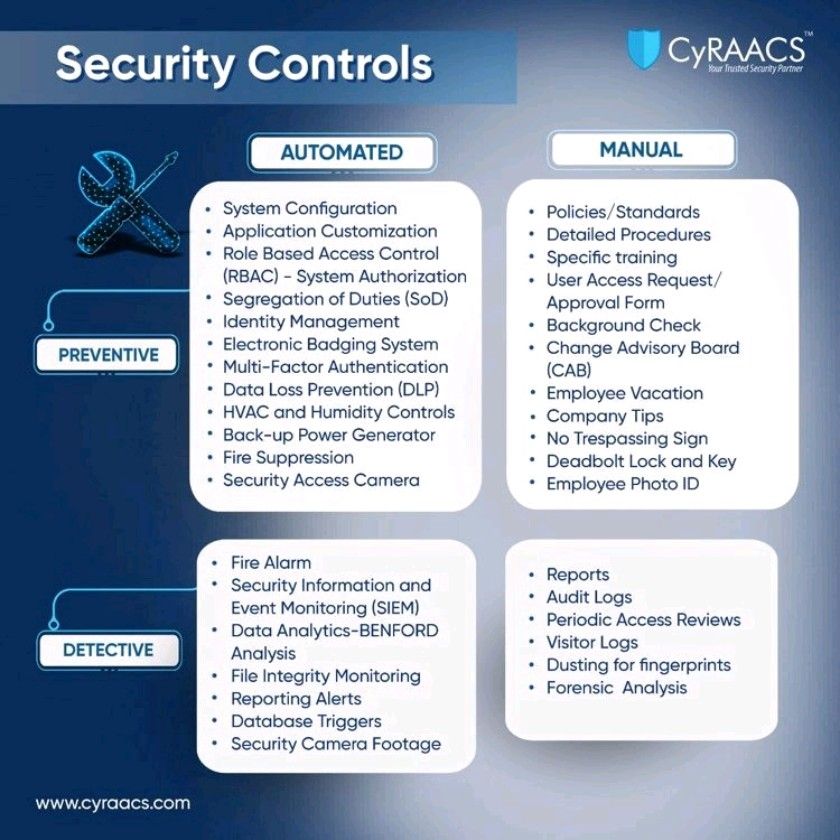 Security Controls
CyRAACS™
Your Trusted Security Partner
AUTOMATED
MANUAL
PREVENTIVE
• System Configuration
• Application Customization
• Role Based Access Control
(RBAC) - System Authorization
• Segregation of Duties (SoD)
• Identity Management
• Electronic Badging System
• Multi-Factor Authentication
• Data Loss Prevention (DLP)
• HVAC and Humidity Controls
• Back-up Power Generator
• Fire Suppression
• Security Access Camera
• Policies/Standards
• Detailed Procedures
• Specific training
• User Access Request/
Approval Form
• Background Check
• Change Advisory Board
(CAB)
• Employee Vacation
• Company Tips
• No Trespassing Sign
• Deadbolt Lock and Key
• Employee Photo ID
DETECTIVE
• Fire Alarm
• Security Information and
Event Monitoring (SIEM)
• Data Analytics-BENFORD
Analysis
• File Integrity Monitoring
• Reporting Alerts
• Database Triggers
• Security Camera Footage
• Reports
• Audit Logs
• Periodic Access Reviews
• Visitor Logs
• Dusting for fingerprints
• Forensic Analysis
www.cyraacs.com